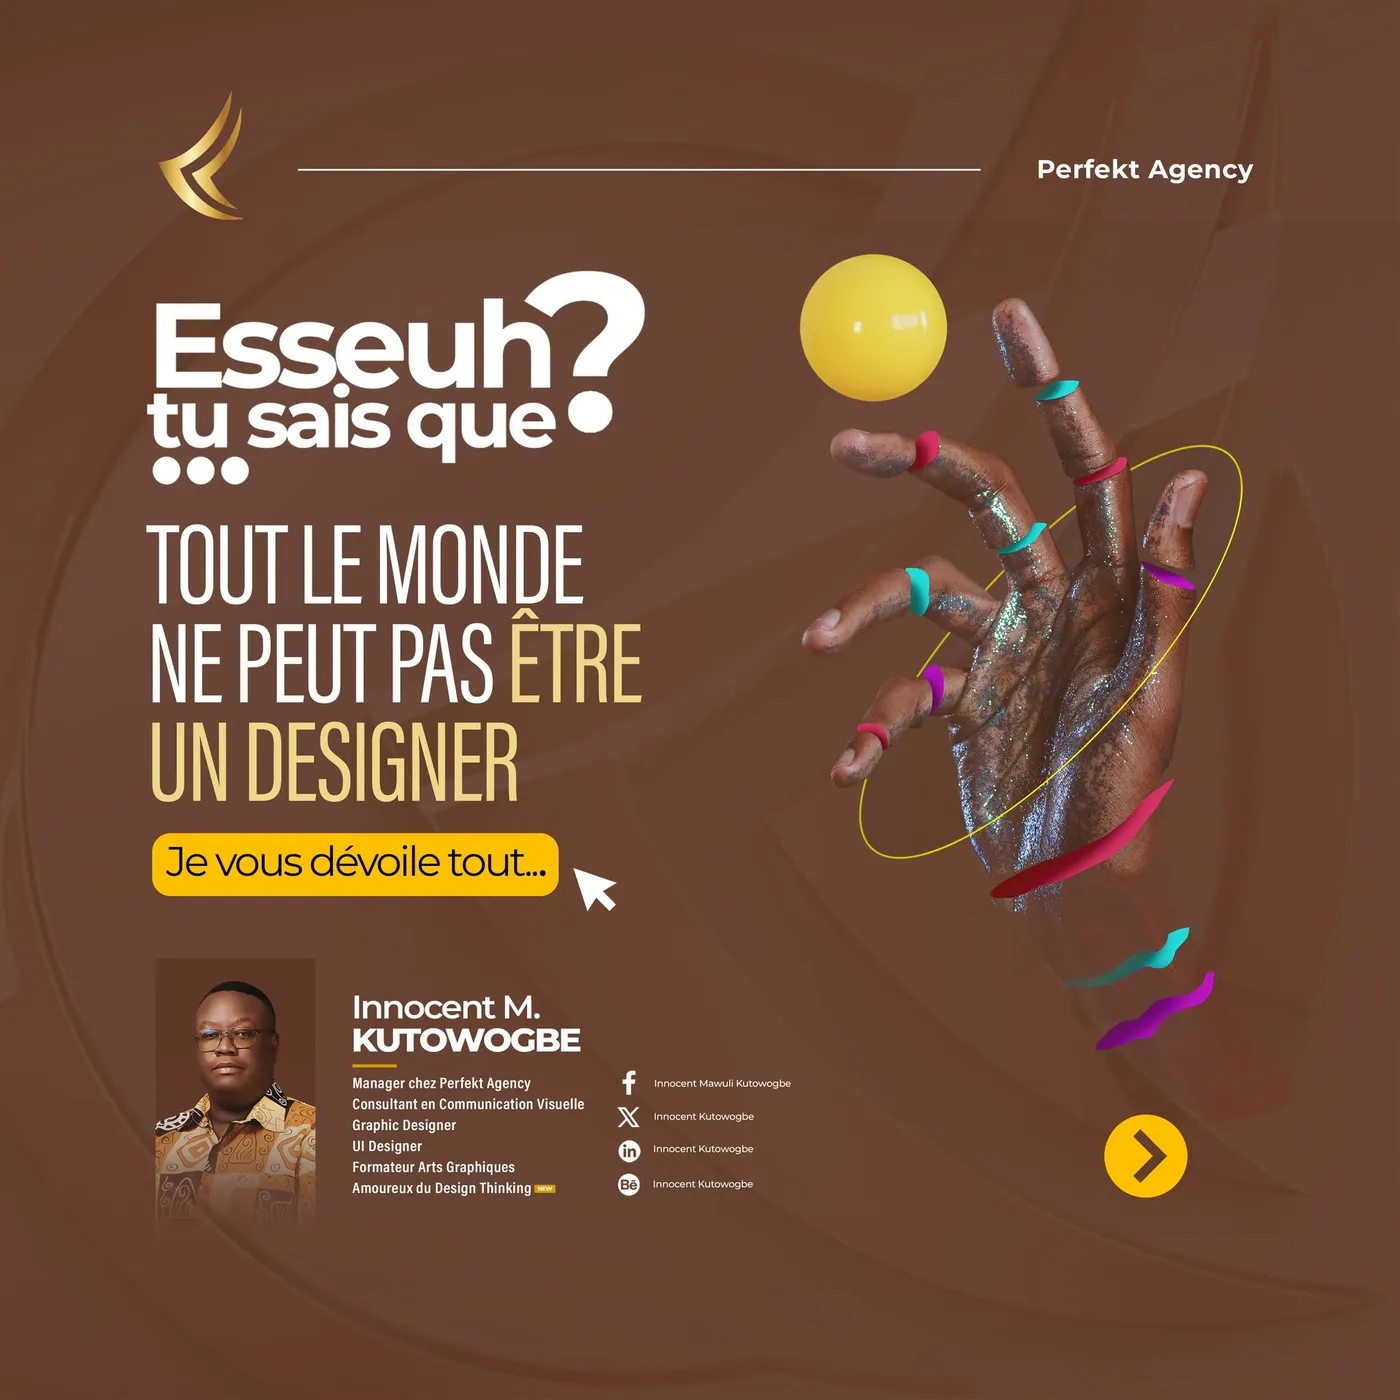 Perfekt Agency
Esseuh?
tu sais que
...
TOUT LE MONDE
NE PEUT PAS ÊTRE
UN DESIGNER
Je vous dévoile tout...
Innocent M.
KUTOWOGBE
Manager chez Perfekt Agency
Consultant en Communication Visuelle
Graphic Designer
UI Designer
Formateur Arts Graphiques
Amoureux du Design Thinking NEW
Innocent Mawuli Kutowogbe
Innocent Kutowogbe
in Innocent Kutowogbe
Bē Innocent Kutowogbe